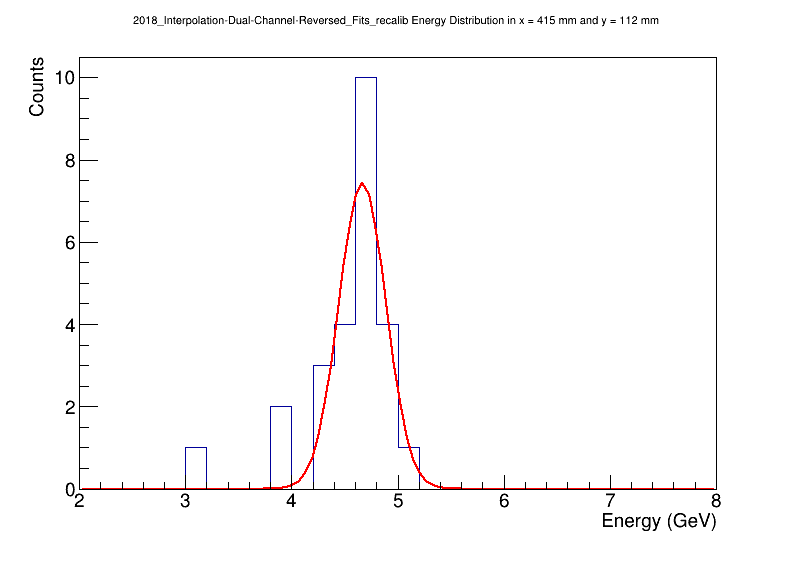 2018_Interpolation-Dual-Channel-Reversed_Fits_recalib Energy Distribution in x = 415 mm and y = 112 mm
Counts
10
8
6
4
2
0
2 3 4 5 6 7 8
Energy (GeV)